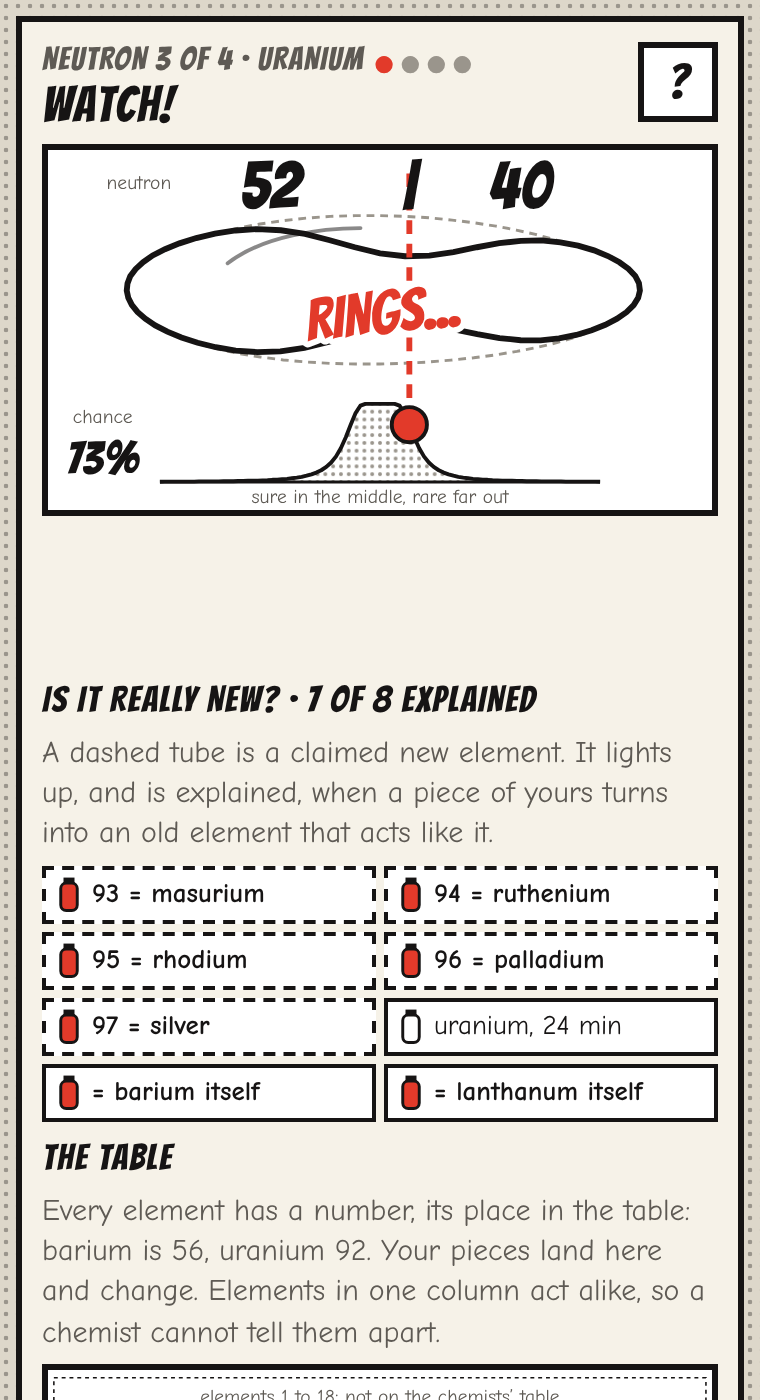 NEUTRON 3 OF 4 · URANIUM
WATCH!
?
neutron
52 / 40
RINGS...
chance
73%
sure in the middle, rare far out
IS IT REALLY NEW? · 7 OF 8 EXPLAINED
A dashed tube is a claimed new element. It lights
up, and is explained, when a piece of yours turns
into an old element that acts like it.
93 = masurium
94 = ruthenium
95 = rhodium
96 = palladium
97 = silver
uranium, 24 min
= barium itself
= lanthanum itself
THE TABLE
Every element has a number, its place in the table:
barium is 56, uranium 92. Your pieces land here
and change. Elements in one column act alike, so a
chemist cannot tell them apart.
elements 1 to 18: not on the chemists' table